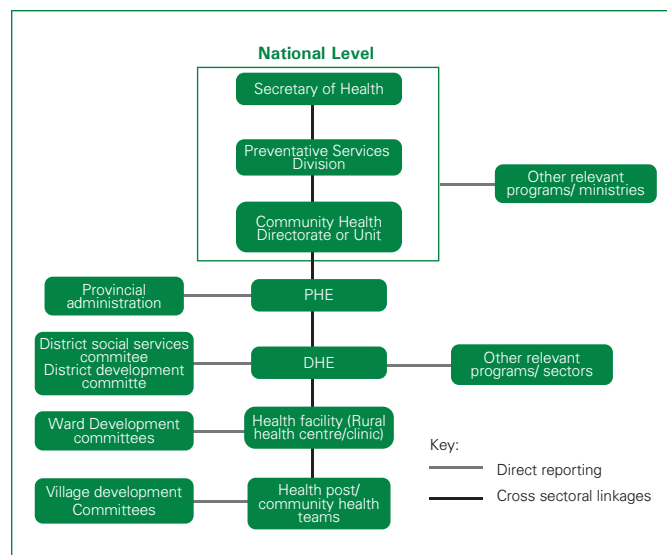 National Level
Secretary of Health
Preventative Services
Division
Other relevant
programs/ ministries
Community Health
Directorate or Unit
Provincial
administration
PHE
District social services
commitee
District development
committe
DHE
Other relevant
programs/ sectors
Ward Development
committees
Health facility (Rural
health centre/clinic)
Key:
Direct reporting
Cross sectoral linkages
Village development
Committees
Health post/
community health
teams